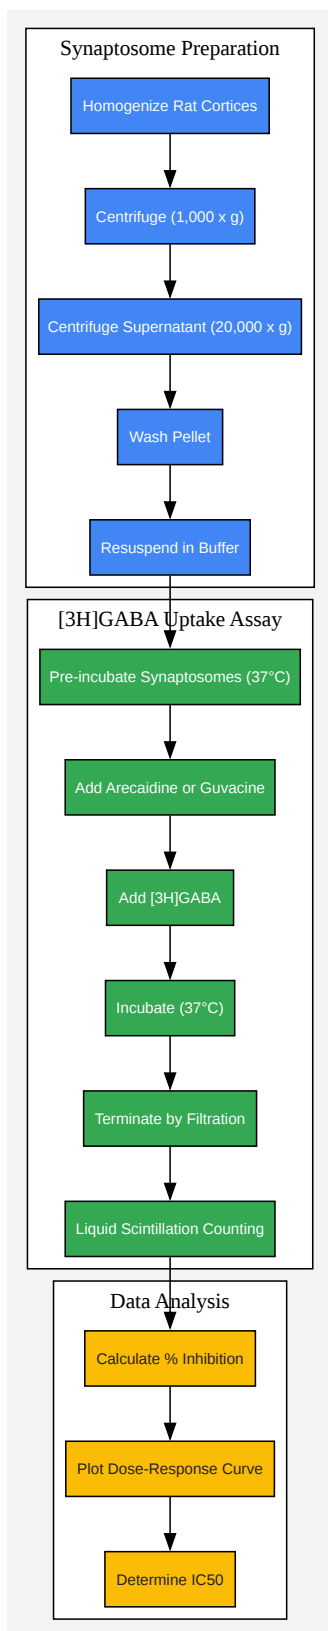 Synaptosome Preparation
Homogenize Rat Cortices
Centrifuge (1,000 x g)
Centrifuge Supernatant (20,000 x g)
Wash Pellet
Resuspend in Buffer
[3H]GABA Uptake Assay
Pre-incubate Synaptosomes (37°C)
Add Arecaidine or Guvacine
Add [3H]GABA
Incubate (37°C)
Terminate by Filtration
Liquid Scintillation Counting
Data Analysis
Calculate % Inhibition
Plot Dose-Response Curve
Determine IC50